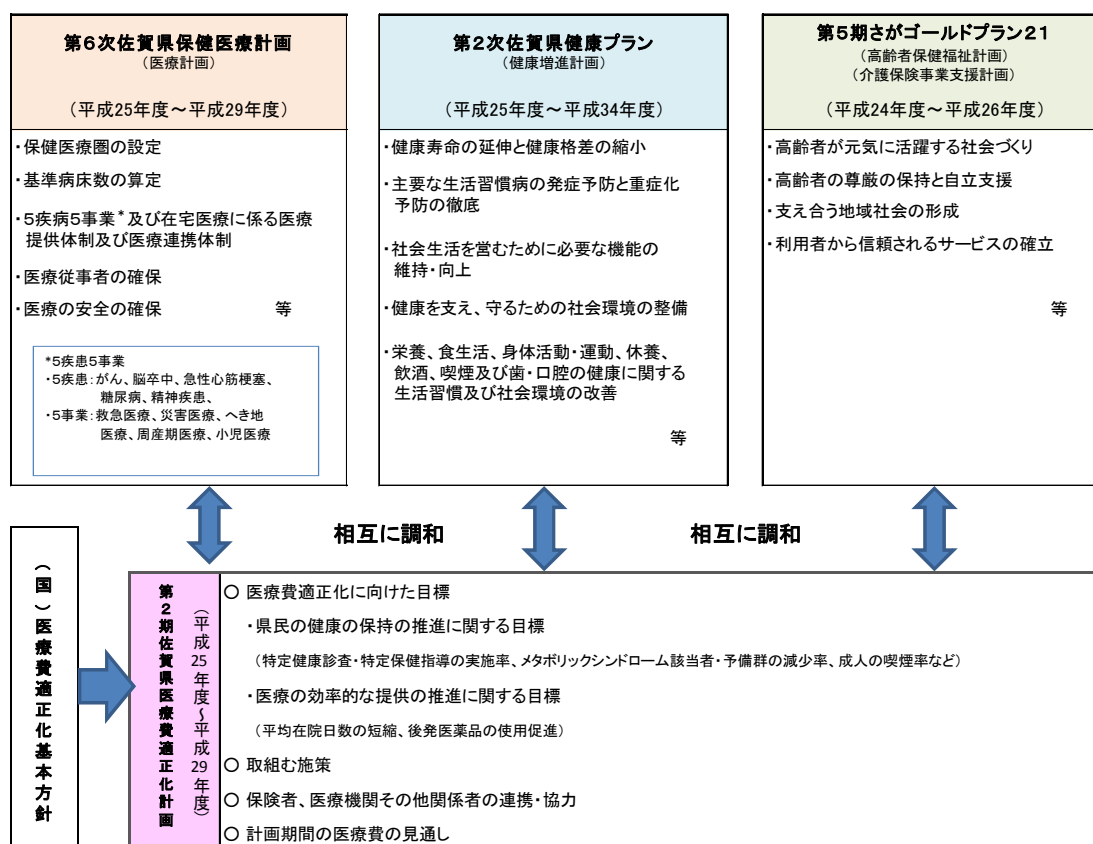 第6次佐賀県保健医療計画
(医療計画)
(平成25年度～平成29年度)
・保健医療圏の設定
・基準病床数の算定
・5疾病5事業*及び在宅医療に係る医療
提供体制及び医療連携体制
・医療従事者の確保
・医療の安全の確保 等
*5疾患5事業
・5疾患:がん、脳卒中、急性心筋梗塞、
糖尿病、精神疾患、
・5事業:救急医療、災害医療、へき地
医療、周産期医療、小児医療
第2次佐賀県健康プラン
(健康増進計画)
(平成25年度～平成34年度)
・健康寿命の延伸と健康格差の縮小
・主要な生活習慣病の発症予防と重症化
予防の徹底
・社会生活を営むために必要な機能の
維持・向上
・健康を支え、守るための社会環境の整備
・栄養、食生活、身体活動・運動、休養、
飲酒、喫煙及び歯・口腔の健康に関する
生活習慣及び社会環境の改善
等
第5期さがゴールドプラン21
(高齢者保健福祉計画)
(介護保険事業支援計画)
(平成24年度～平成26年度)
・高齢者が元気に活躍する社会づくり
・高齢者の尊厳の保持と自立支援
・支え合う地域社会の形成
・利用者から信頼されるサービスの確立
等
相互に調和
相互に調和
(国)医療費適正化基本方針
第2期佐賀県医療費適正化計画
(平成25年度～平成29年度)
○ 医療費適正化に向けた目標
・県民の健康の保持の推進に関する目標
(特定健康診査・特定保健指導の実施率、メタボリックシンドローム該当者・予備群の減少率、成人の喫煙率など)
・医療の効率的な提供の推進に関する目標
(平均在院日数の短縮、後発医薬品の使用促進)
○ 取組む施策
○ 保険者、医療機関その他関係者の連携・協力
○ 計画期間の医療費の見通し